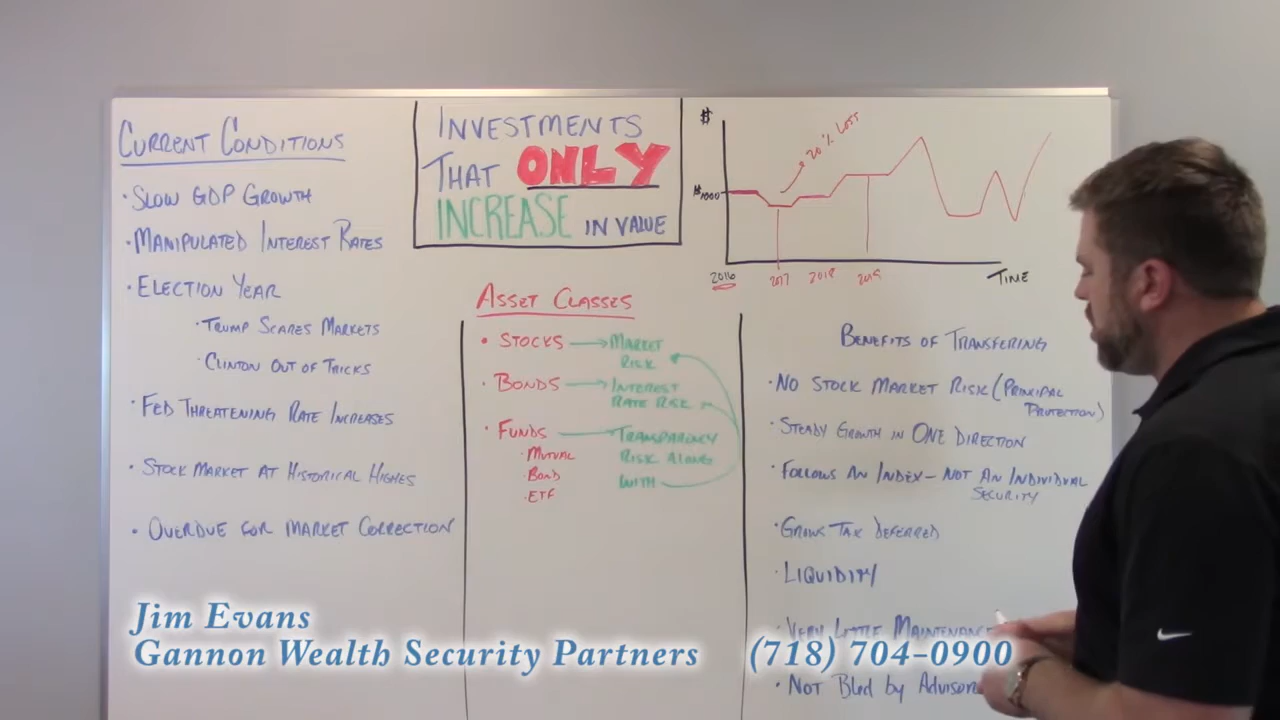 CURRENT CONDITIONS
• SLOW GDP GROWTH
• MANIPULATED INTEREST RATES
• ELECTION YEAR
• TRUMP SCARES MARKETS
• CLINTON OUT OF TRICKS
• FED THREATENING RATE INCREASES
• STOCK MARKET AT HISTORICAL HIGHES
• OVERDUE FOR MARKET CORRECTION
INVESTMENTS
THAT ONLY
INCREASE IN VALUE
ASSET CLASSES
• STOCKS → MARKET
RISK
• BONDS → INTEREST
RATE RISK
• FUNDS → TRANSPARENCY
• MUTUAL RISK ALONG
• BOND WITH
• ETF
$
20% LOSS
$1000
2016 2017 2018 2019 TIME
BENEFITS OF TRANSFERING
• NO STOCK MARKET RISK (PRINCIPAL
PROTECTION)
• STEADY GROWTH IN ONE DIRECTION
• FOLLOWS AN INDEX – NOT AN INDIVIDUAL
SECURITY
• GROWS TAX DEFERRED
• LIQUIDITY
• VERY LITTLE MAINTENANCE
• NOT BLED BY ADVISOR
Jim Evans
Gannon Wealth Security Partners (718) 704-0900